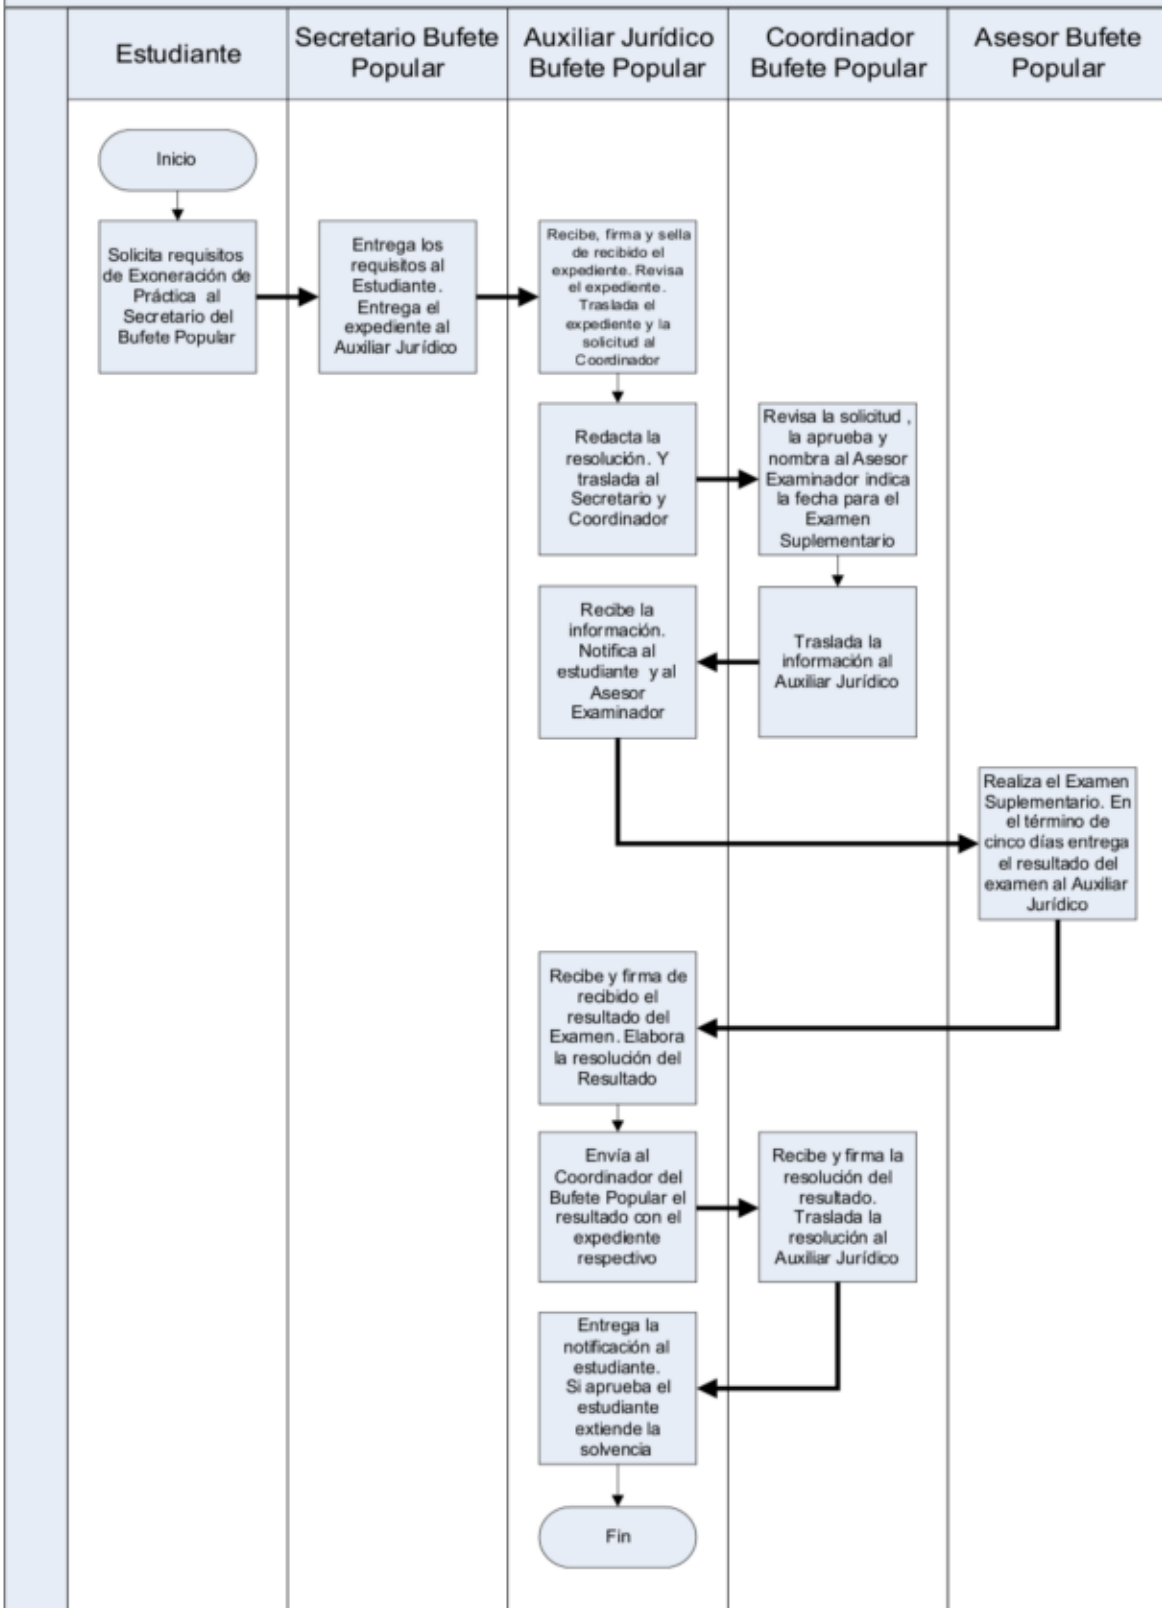 Estudiante
Secretario Bufete
Popular
Auxiliar Jurídico
Bufete Popular
Coordinador
Bufete Popular
Asesor Bufete
Popular
Inicio
Solicita requisitos
de Exoneración de
Práctica al
Secretario del
Bufete Popular
Entrega los
requisitos al
Estudiante.
Entrega el
expediente al
Auxiliar Jurídico
Recibe, firma y sella
de recibido el
expediente. Revisa
el expediente.
Traslada el
expediente y la
solicitud al
Coordinador
Redacta la
resolución. Y
traslada al
Secretario y
Coordinador
Revisa la solicitud ,
la aprueba y
nombra al Asesor
Examinador indica
la fecha para el
Examen
Suplementario
Traslada la
información al
Auxiliar Jurídico
Recibe la
información.
Notifica al
estudiante y al
Asesor
Examinador
Realiza el Examen
Suplementario. En
el término de
cinco días entrega
el resultado del
examen al Auxiliar
Jurídico
Recibe y firma de
recibido el
resultado del
Examen. Elabora
la resolución del
Resultado
Envía al
Coordinador del
Bufete Popular el
resultado con el
expediente
respectivo
Recibe y firma la
resolución del
resultado.
Traslada la
resolución al
Auxiliar Jurídico
Entrega la
notificación al
estudiante.
Si aprueba el
estudiante
extiende la
solvencia
Fin